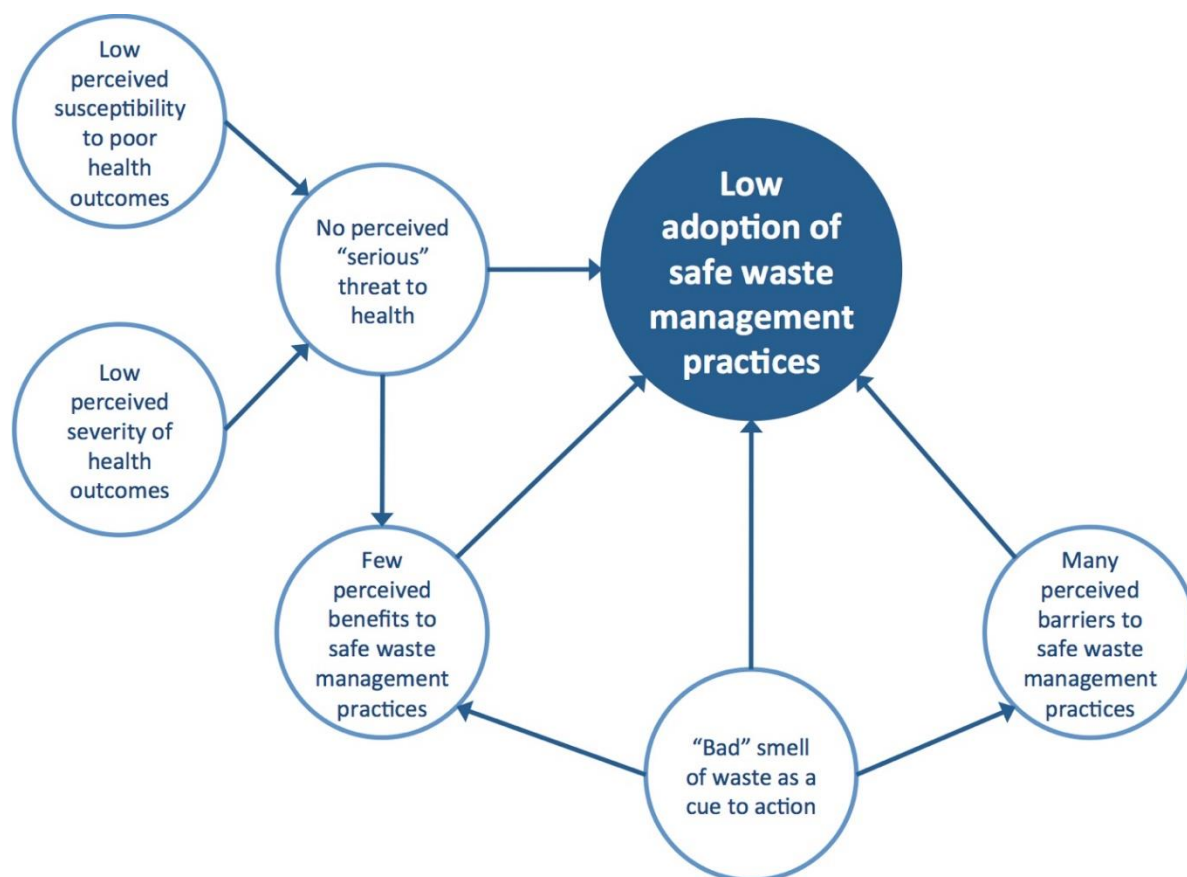 Low
perceived
susceptibility
to poor
health
outcomes
No perceived
“serious”
threat to
health
Low
adoption of
safe waste
management
practices
Low
perceived
severity of
health
outcomes
Few
perceived
benefits to
safe waste
management
practices
Many
perceived
barriers to
safe waste
management
practices
“Bad” smell
of waste as a
cue to action